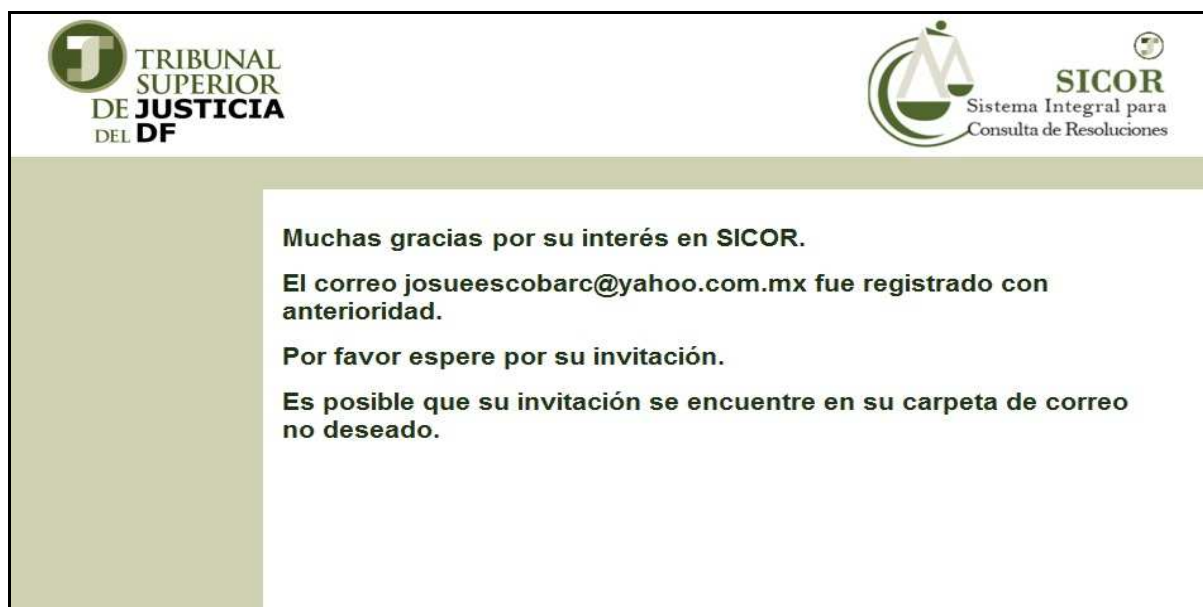 TRIBUNAL
SUPERIOR
DE JUSTICIA
DEL DF
SICOR
Sistema Integral para
Consulta de Resoluciones
Muchas gracias por su interés en SICOR.
El correo josueescobarc@yahoo.com.mx fue registrado con
anterioridad.
Por favor espere por su invitación.
Es posible que su invitación se encuentre en su carpeta de correo
no deseado.